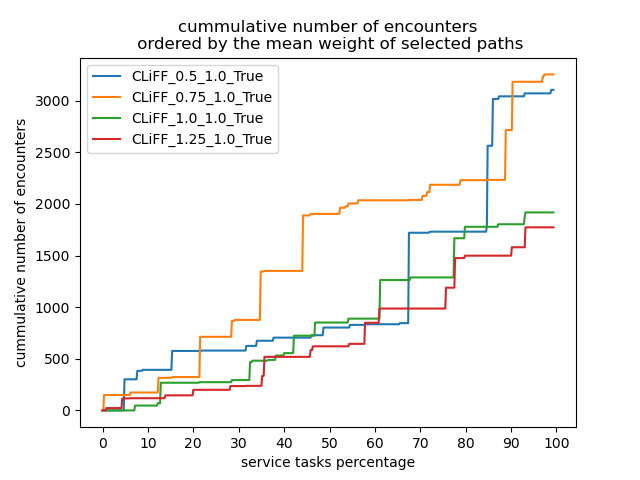 cummulative number of encounters
ordered by the mean weight of selected paths
CLiFF_0.5_1.0_True
CLiFF_0.75_1.0_True
CLiFF_1.0_1.0_True
CLiFF_1.25_1.0_True
cummulative number of encounters
3000
2500
2000
1500
1000
500
0
0 10 20 30 40 50 60 70 80 90 100
service tasks percentage